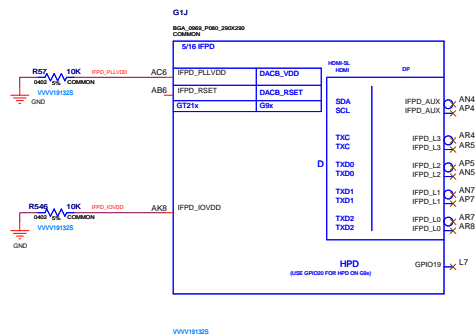 G1J
BGA_0969_P080_290X290
COMMON
5/16 IFPD
HDMI-SL
HDMI
DP
R57 10K IFPD_PLLVDD AC6 IFPD_PLLVDD DACB_VDD
0402 5% COMMON
VVVV19132S
GND
AB6 IFPD_RSET DACB_RSET
GT21x G9x
SDA IFPD_AUX AN4
SCL IFPD_AUX AP4
TXC IFPD_L3 AR4
TXC IFPD_L3 AR5
D
TXD0 IFPD_L2 AP5
TXD0 IFPD_L2 AN5
TXD1 IFPD_L1 AN7
TXD1 IFPD_L1 AP7
R546 10K IFPD_IOVDD AK8 IFPD_IOVDD
0402 5% COMMON
VVVV19132S
GND
TXD2 IFPD_L0 AR7
TXD2 IFPD_L0 AR8
HPD GPIO19 L7
(USE GPIO20 FOR HPD ON G9x)
VVVV19132S